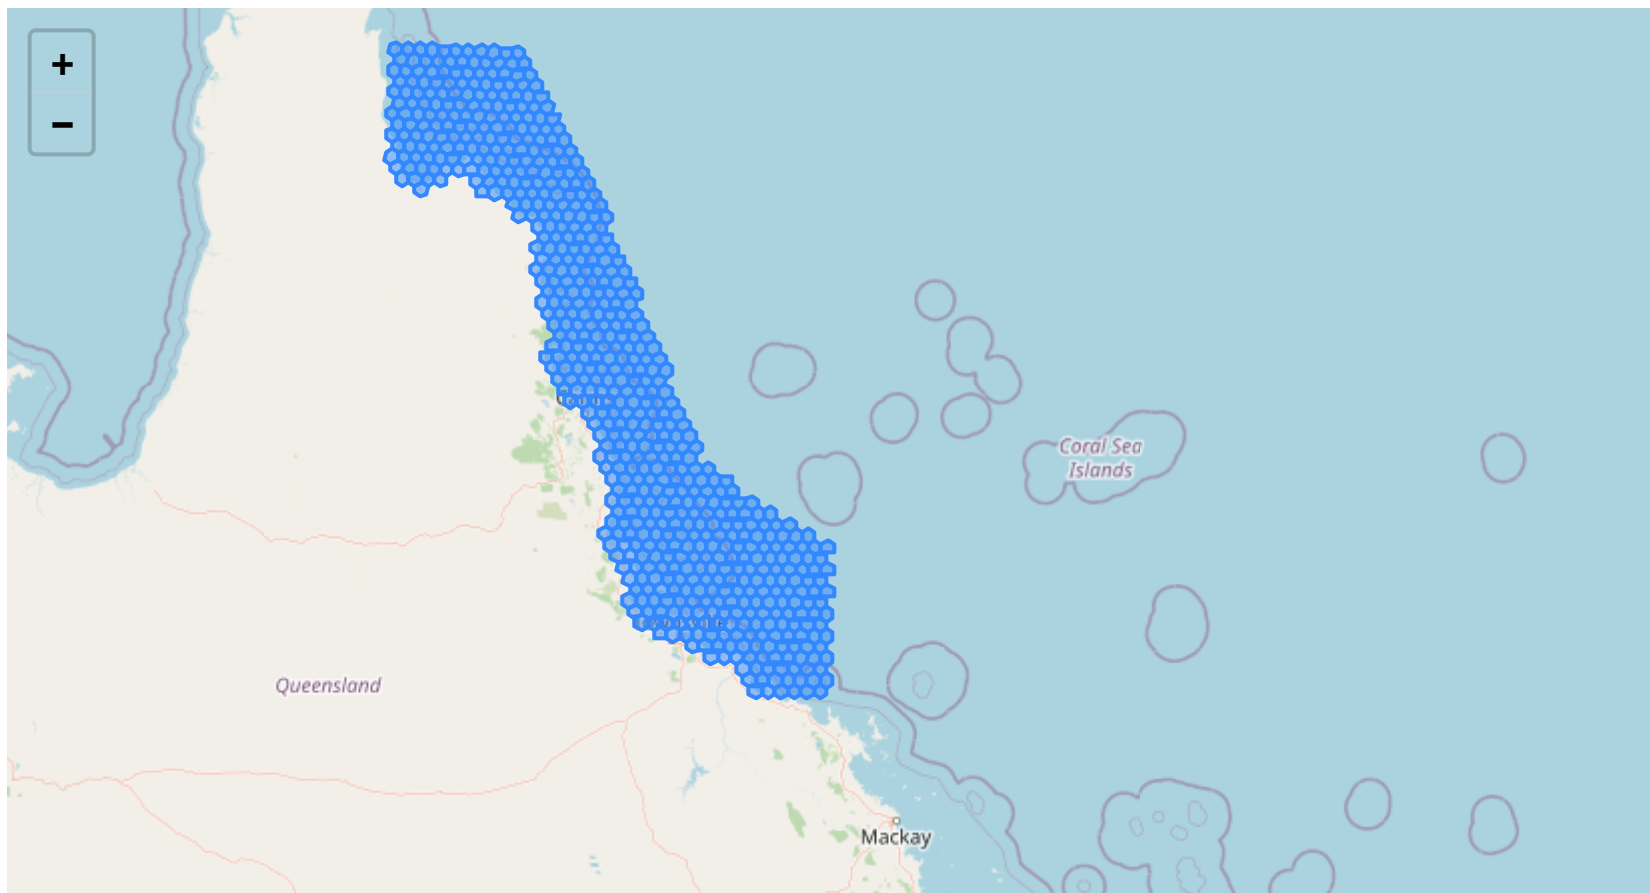 +
−
Coral Sea
Islands
Queensland
Mackay